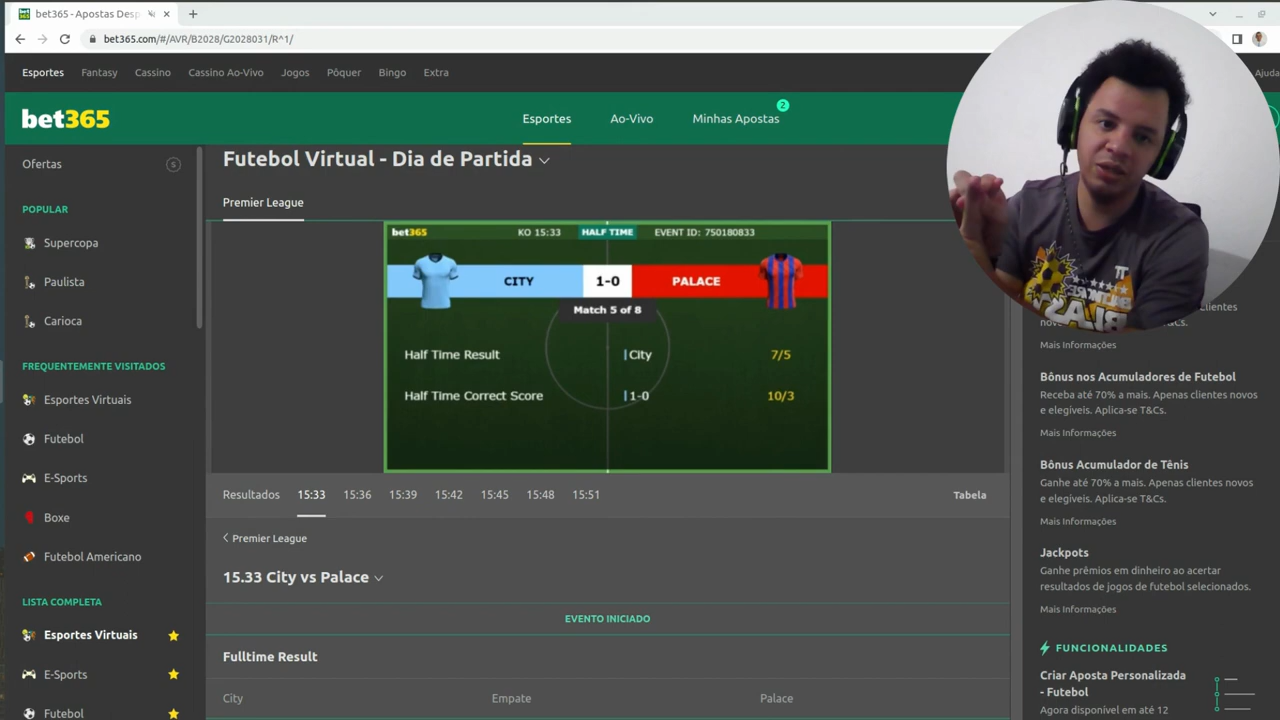 bet365 - Apostas Desp
bet365.com/#/AVR/B2028/G2028031/R^1/
Esportes Fantasy Cassino Cassino Ao-Vivo Jogos Pôquer Bingo Extra
Ajuda
bet365
Esportes Ao-Vivo Minhas Apostas 2
Ofertas S
POPULAR
Supercopa
Paulista
Carioca
FREQUENTEMENTE VISITADOS
Esportes Virtuais
Futebol
E-Sports
Boxe
Futebol Americano
LISTA COMPLETA
Esportes Virtuais
E-Sports
Futebol
Futebol Virtual - Dia de Partida
Premier League
bet365 KO 15:33 HALF TIME EVENT ID: 750180833
CITY 1-0 PALACE
Match 5 of 8
Half Time Result City 7/5
Half Time Correct Score 1-0 10/3
Resultados 15:33 15:36 15:39 15:42 15:45 15:48 15:51 Tabela
Premier League
15.33 City vs Palace
EVENTO INICIADO
Fulltime Result
City Empate Palace
Clientes
T&Cs.
Mais Informações
Bônus nos Acumuladores de Futebol
Receba até 70% a mais. Apenas clientes novos
e elegíveis. Aplica-se T&Cs.
Mais Informações
Bônus Acumulador de Tênis
Ganhe até 70% a mais. Apenas clientes novos e
elegíveis. Aplica-se T&Cs.
Mais Informações
Jackpots
Ganhe prêmios em dinheiro ao acertar
resultados de jogos de futebol selecionados.
Mais Informações
FUNCIONALIDADES
Criar Aposta Personalizada
- Futebol
Agora disponível em até 12